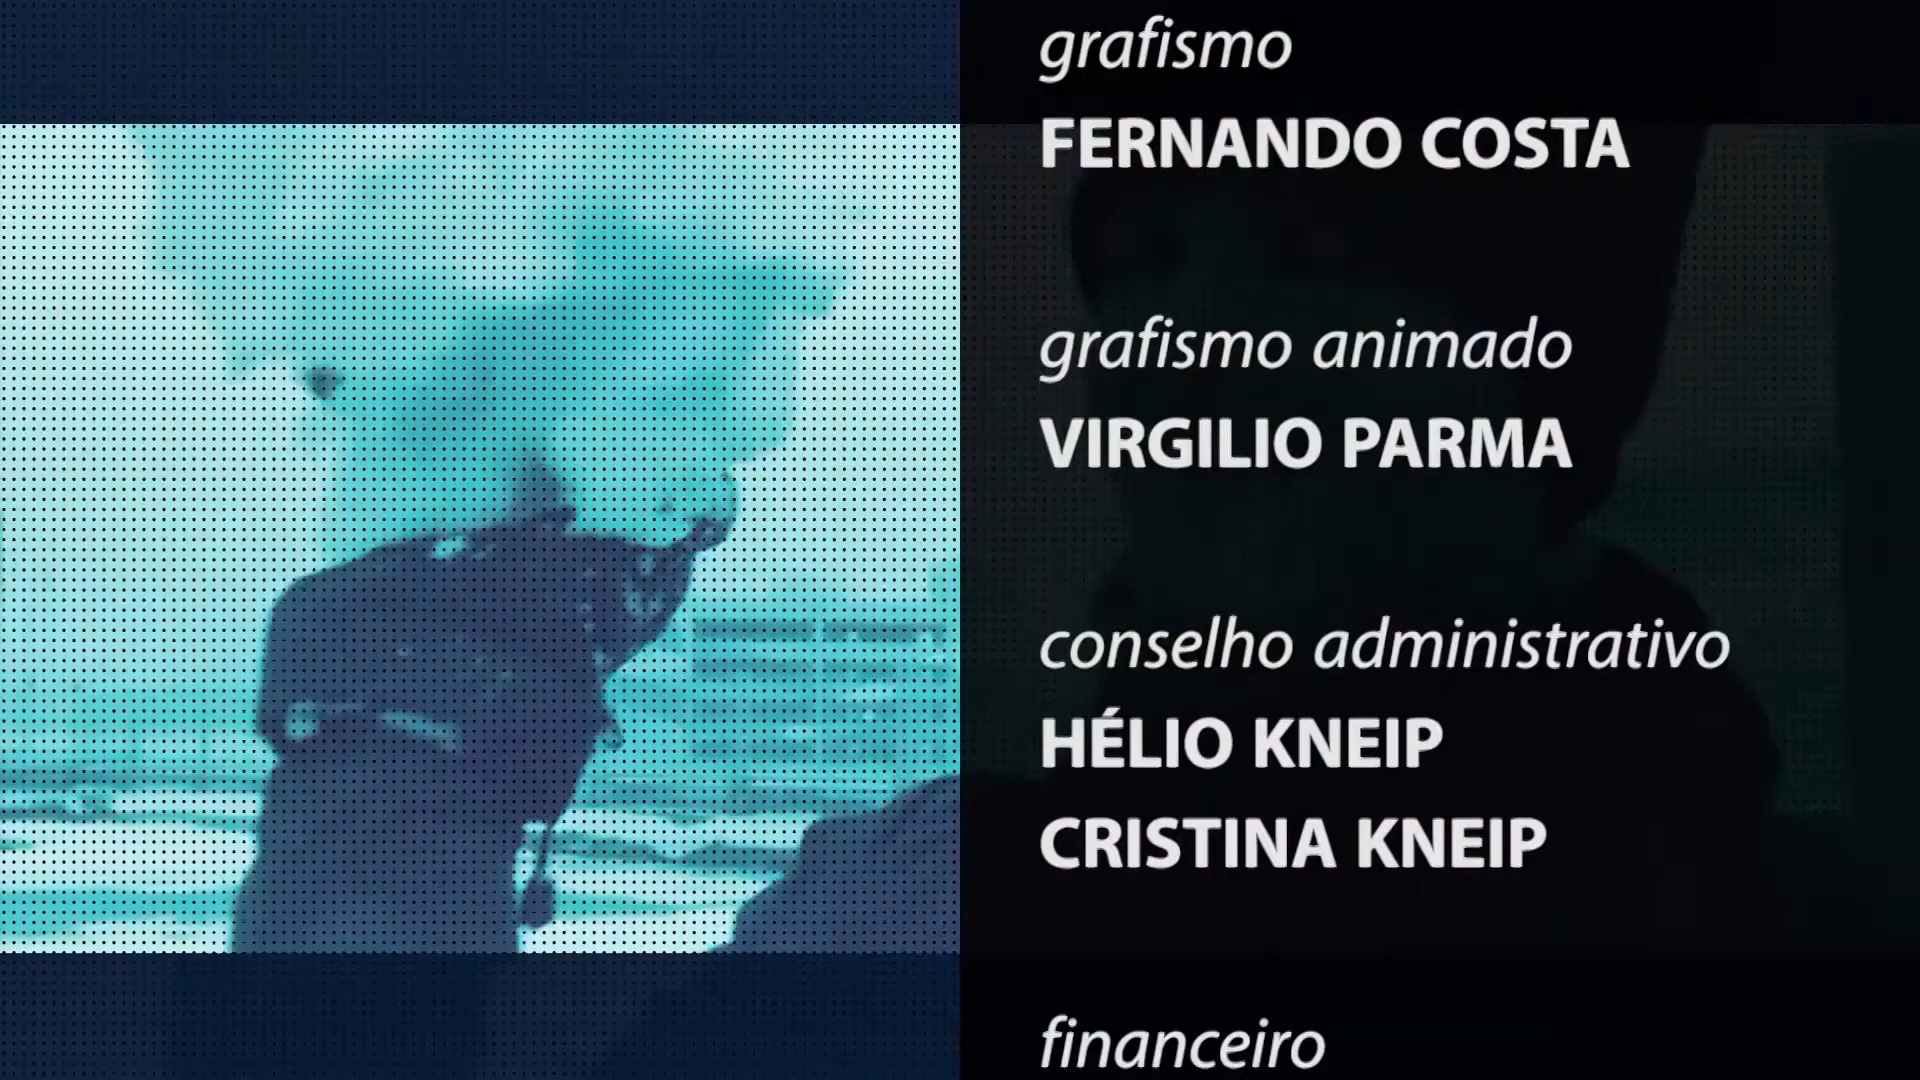 grafismo
FERNANDO COSTA
grafismo animado
VIRGILIO PARMA
conselho administrativo
HÉLIO KNEIP
CRISTINA KNEIP
financeiro